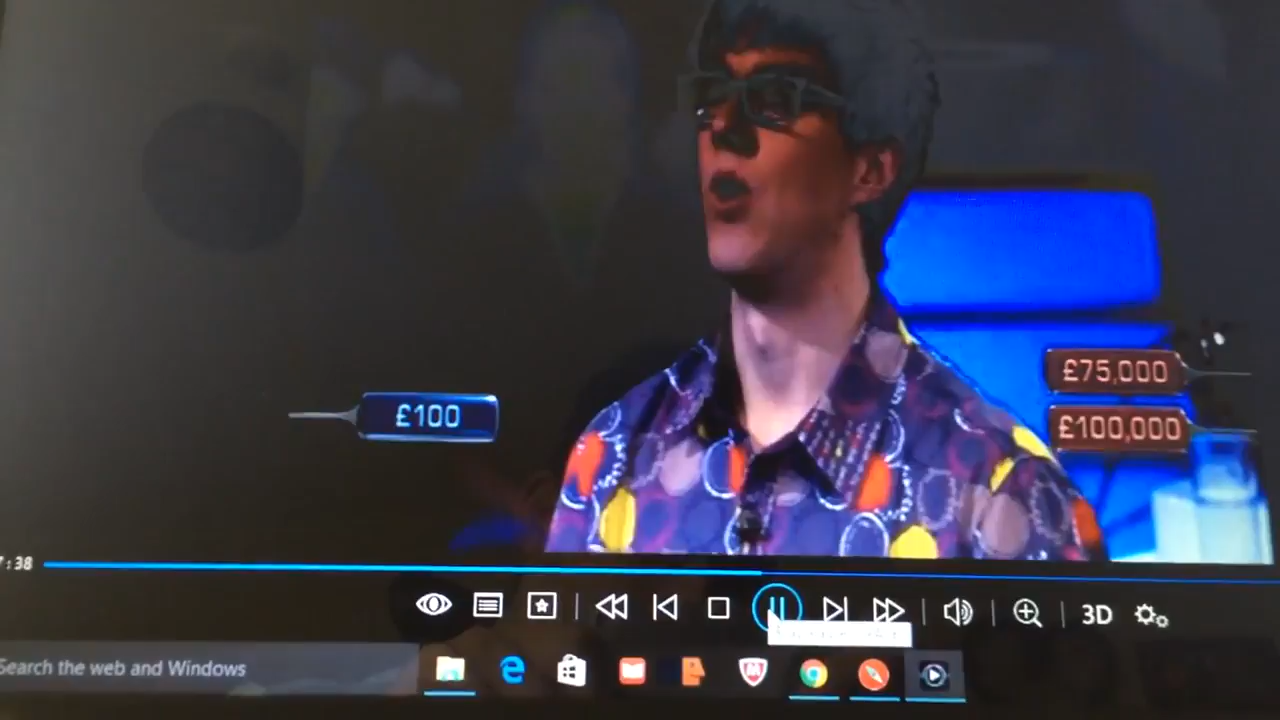 £75,000
£100
£100,000
7:38
3D
Search the web and Windows